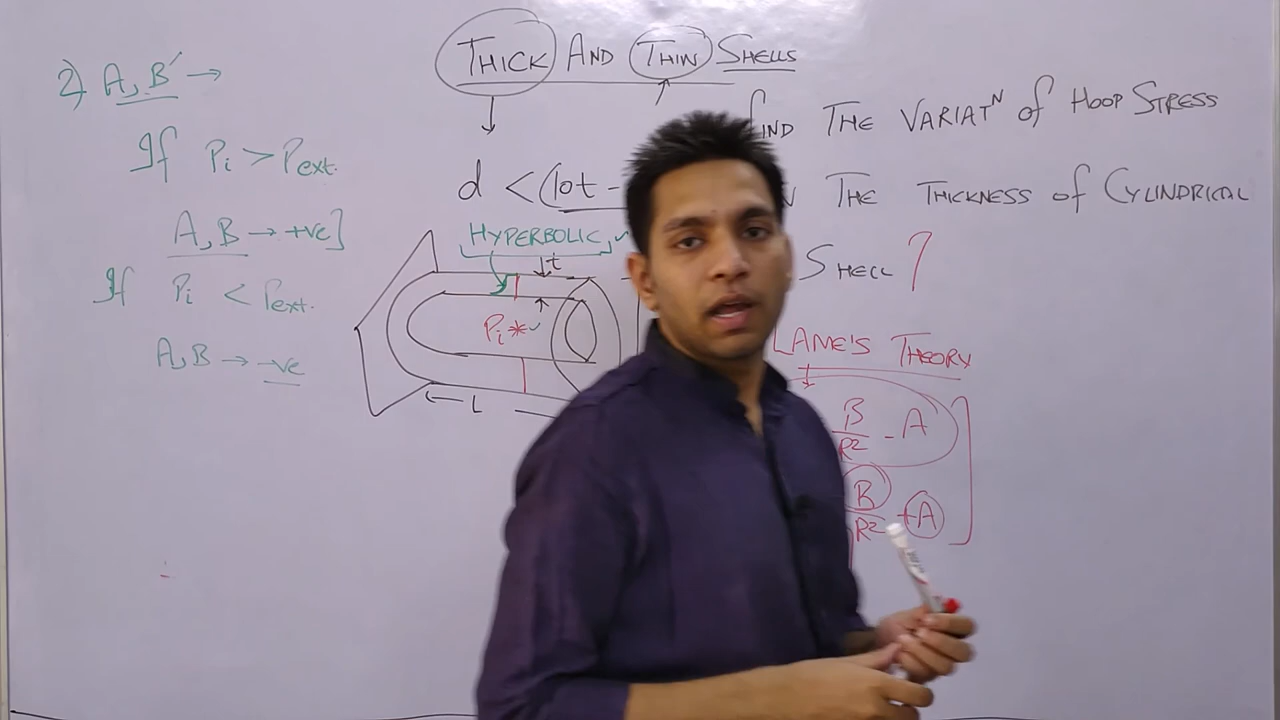 THICK AND THIN SHELLS
2) A, B →
If Pi > Pext.
A, B → +ve]
If Pi < Pext.
A, B → -ve
d < (10t -
HYPERBOLIC
t
Pi *
← L
FIND THE VARIATN of HOOP STRESS
THE THICKNESS of CYLINDRICAL
SHELL ?
LAME'S THEORY
B/R² - A
B/R² + A